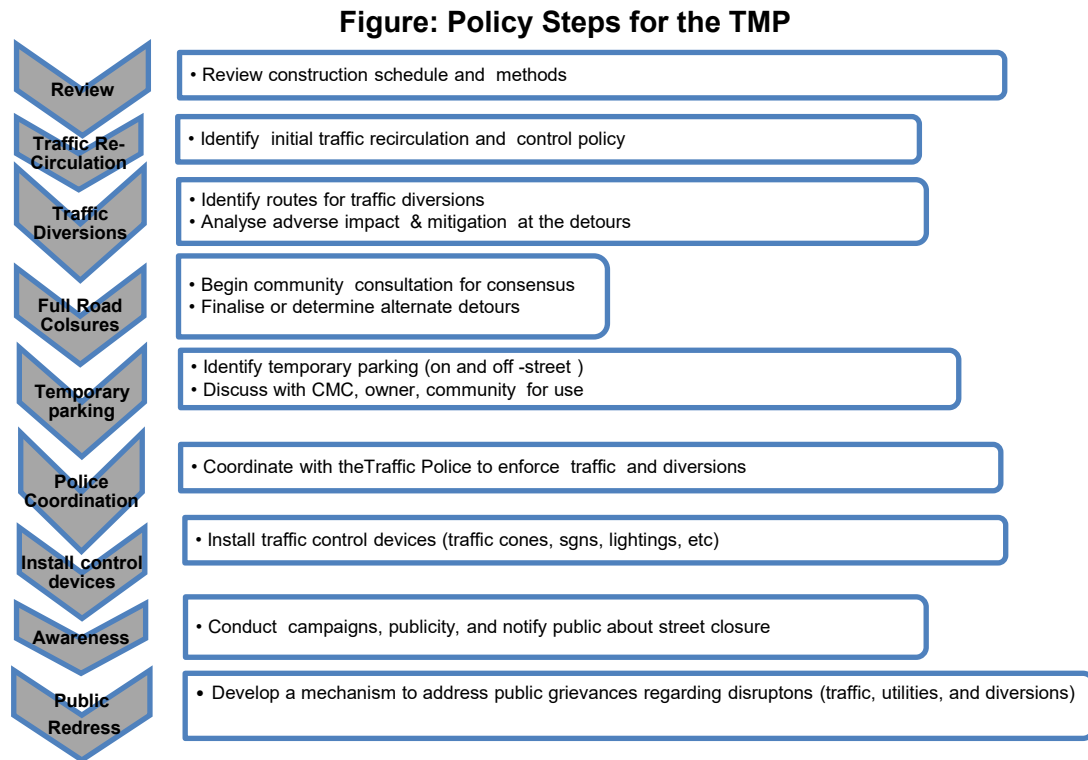 Figure: Policy Steps for the TMP
Review
• Review construction schedule and methods
Traffic Re-
Circulation
• Identify initial traffic recirculation and control policy
Traffic
Diversions
• Identify routes for traffic diversions
• Analyse adverse impact & mitigation at the detours
Full Road
Colsures
• Begin community consultation for consensus
• Finalise or determine alternate detours
Temporary
parking
• Identify temporary parking (on and off -street )
• Discuss with CMC, owner, community for use
Police
Coordination
• Coordinate with theTraffic Police to enforce traffic and diversions
Install control
devices
• Install traffic control devices (traffic cones, sgns, lightings, etc)
Awareness
• Conduct campaigns, publicity, and notify public about street closure
Public
Redress
• Develop a mechanism to address public grievances regarding disruptons (traffic, utilities, and diversions)